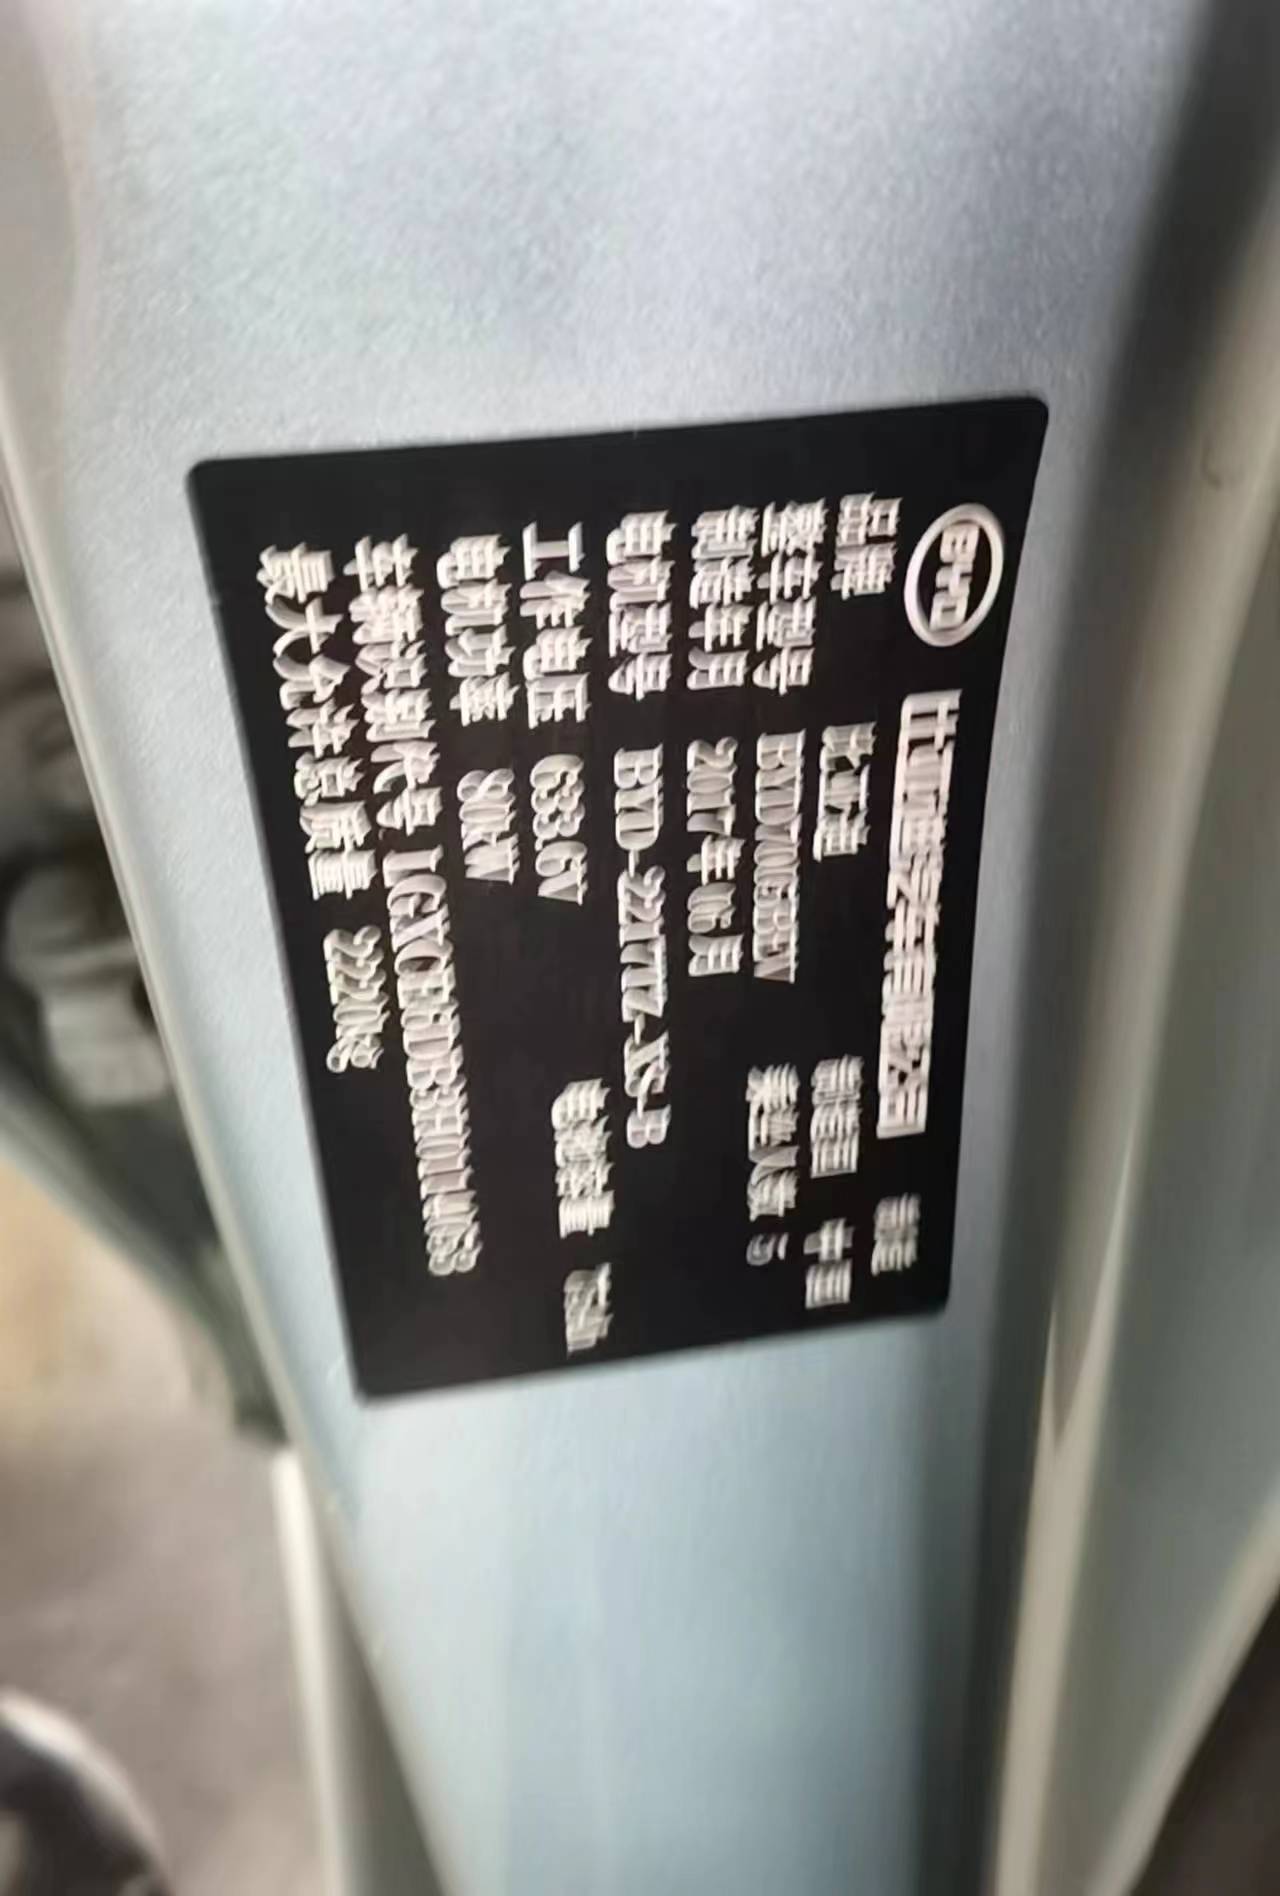 BYD 比亚迪汽车有限公司 制造
品牌 比亚迪 制造国 中国
整车型号 乘坐人数 5
制造年月 2017年06月
电机型号 BYD-2217TZ-XS-B
工作电压 633.6V 电池容量 75Ah
电机功率 80kW
车辆识别代号
最大允许总质量 2220kg